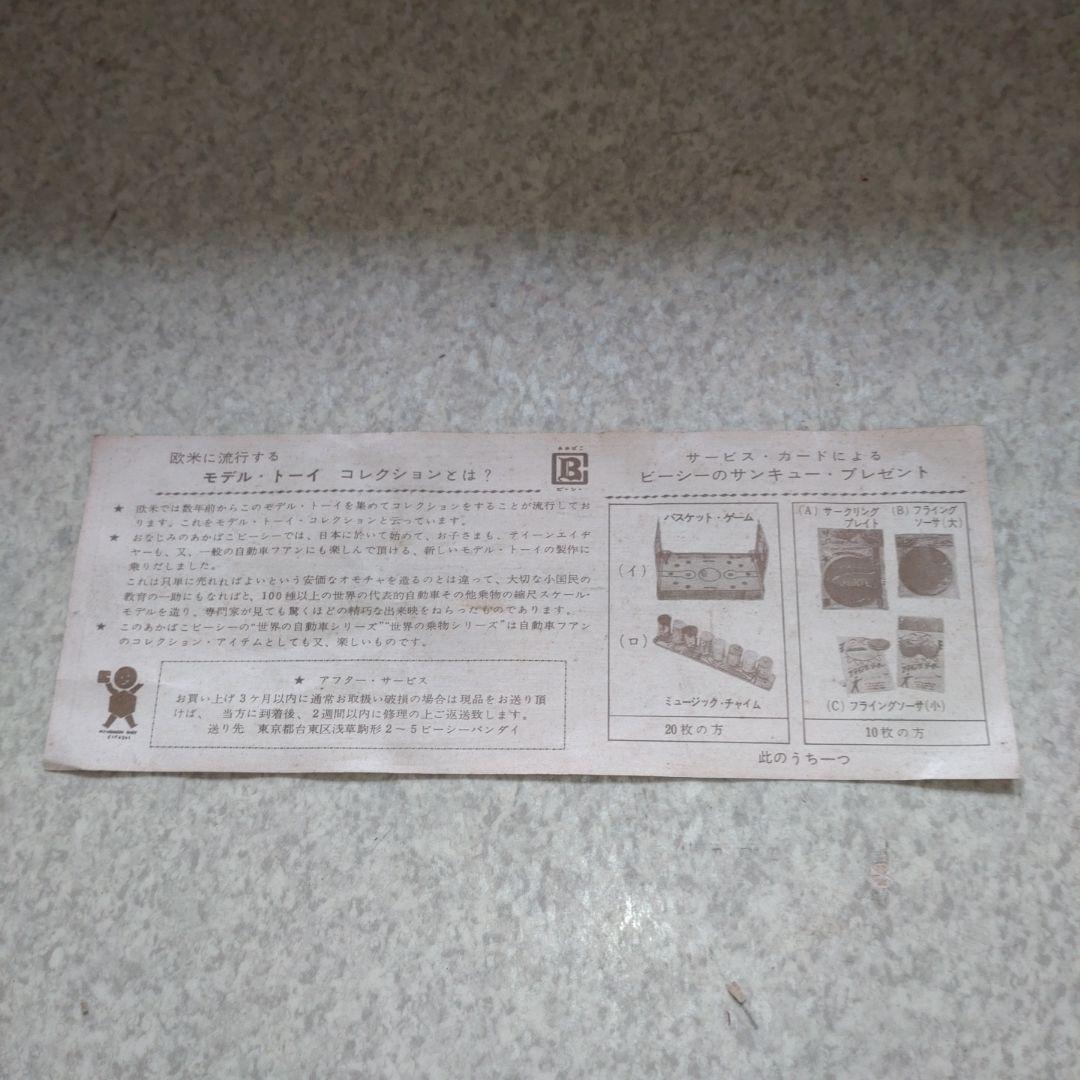 欧米に流行する
モデル・トーイ コレクションとは？
★ 欧米では数年前からこのモデル・トーイを集めてコレクションをすることが流行してお
ります。これをモデル・トーイ・コレクションと云っています。
★ おなじみのあかばこビーシーでは、日本に於いて始めて、お子さまも、テイーンエイヂ
ヤーも、又、一般の自動車フアンにも楽しんで頂ける、新しいモデル・トーイの製作に
乗りだしました。
これは只単に売れればよいという安価なオモチャを造るのとは違って、大切な小国民の
教育の一助にもなればと、100種以上の世界の代表的自動車その他乗物の縮尺スケール・
モデルを造り、専門家が見ても驚くほどの精巧な出来映をねらったものであります。
★ このあかばこビーシーの“世界の自動車シリーズ”“世界の乗物シリーズ”は自動車フアン
のコレクション・アイテムとしても又、楽しいものです。
★ アフター・サービス
お買い上げ3ケ月以内に通常お取扱い破損の場合は現品をお送り頂
けば、 当方に到着後、2週間以内に修理の上ご返送致します。
送り先 東京都台東区浅草駒形2～5ビーシーバンダイ
あかばこ
B
ビーシー
サービス・カードによる
ビーシーのサンキュー・プレゼント
バスケット・ゲーム
(イ)
(ロ)
ミュージック・チャイム
20枚の方
(A) サークリング
プレイト
(B) フライング
ソーサ(大)
(C) フライングソーサ(小)
10枚の方
此のうち一つ